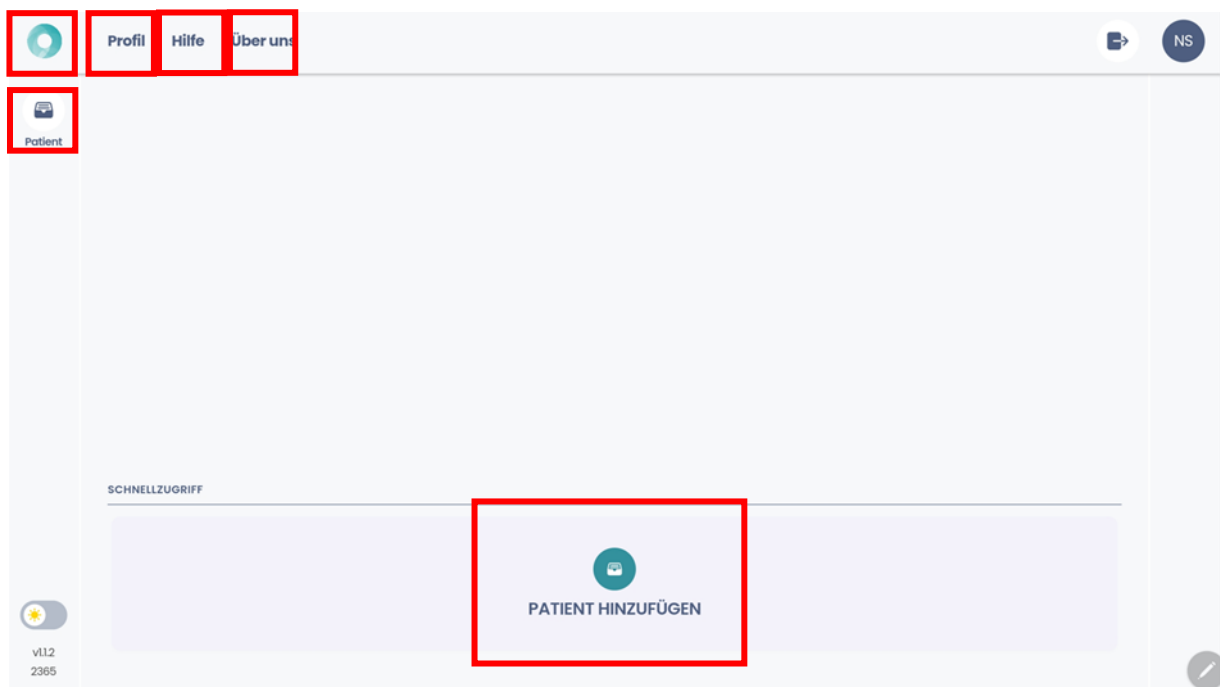 Profil Hilfe Über uns
NS
Patient
SCHNELLZUGRIFF
PATIENT HINZUFÜGEN
v1.1.2
2365